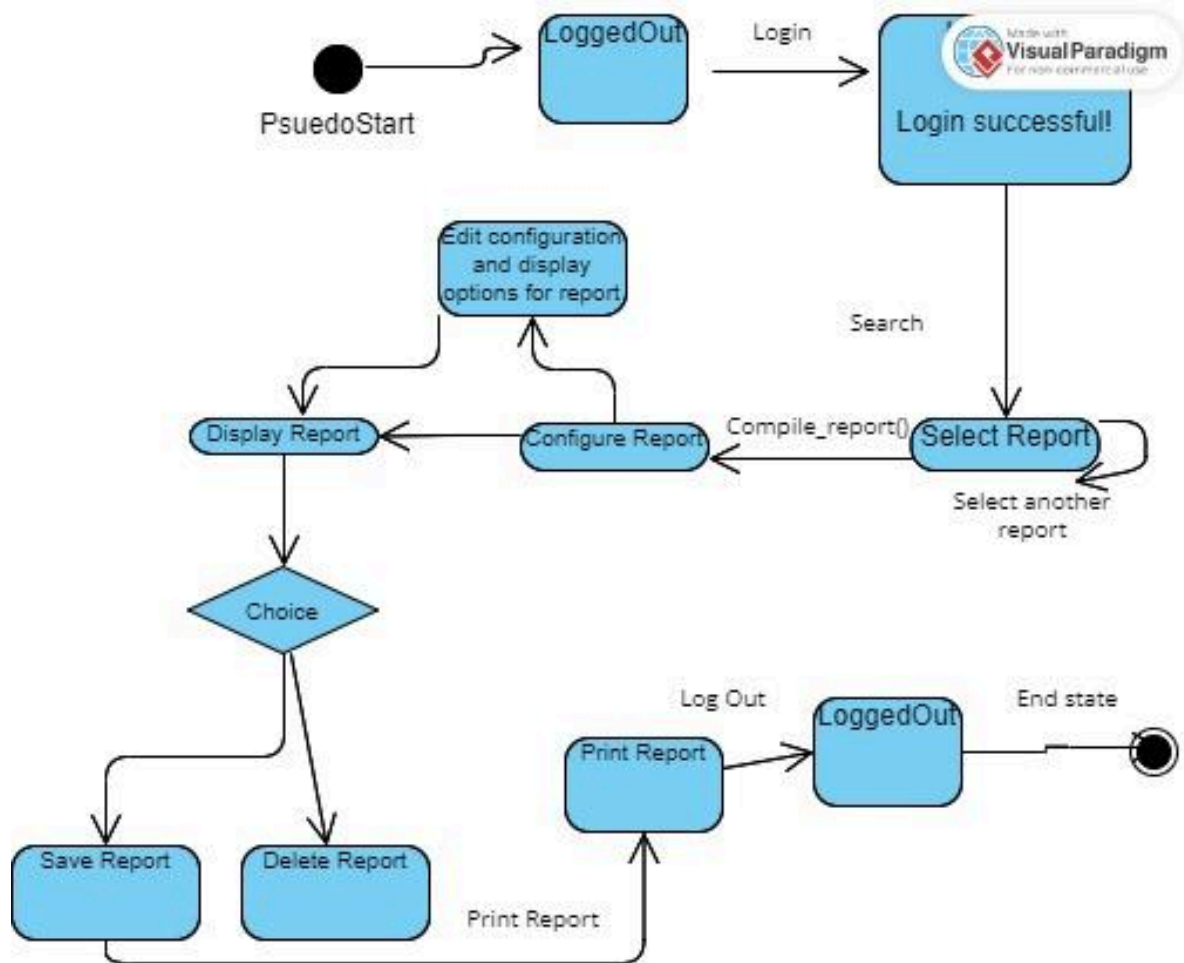 LoggedOut
Login
Made with
Visual Paradigm
For non-commercial use
PsuedoStart
Login successful!
Edit configuration
and display
options for report
Search
Display Report
Configure Report
Compile_report()
Select Report
Select another
report
Choice
Log Out
LoggedOut
End state
Print Report
Save Report
Delete Report
Print Report